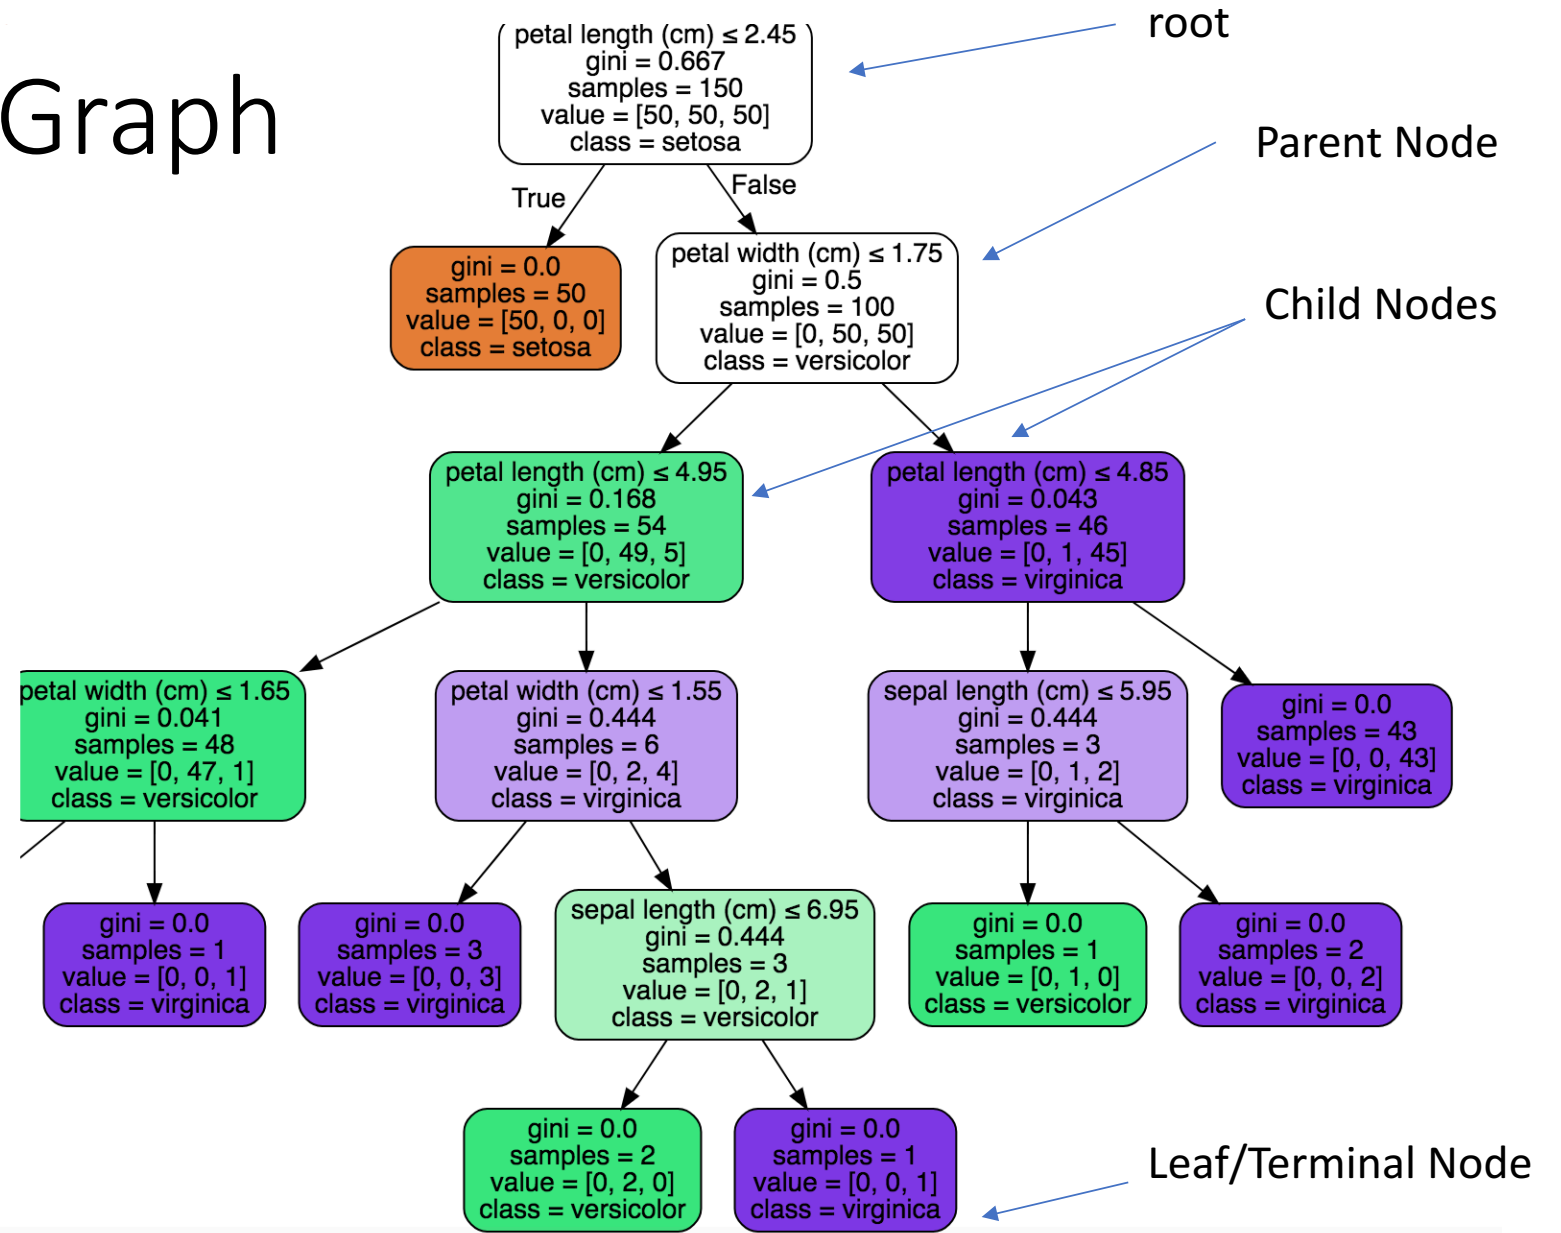 root
Graph
petal length (cm) ≤ 2.45
gini = 0.667
samples = 150
value = [50, 50, 50]
class = setosa
Parent Node
True
False
gini = 0.0
samples = 50
value = [50, 0, 0]
class = setosa
petal width (cm) ≤ 1.75
gini = 0.5
samples = 100
value = [0, 50, 50]
class = versicolor
Child Nodes
petal length (cm) ≤ 4.95
gini = 0.168
samples = 54
value = [0, 49, 5]
class = versicolor
petal length (cm) ≤ 4.85
gini = 0.043
samples = 46
value = [0, 1, 45]
class = virginica
petal width (cm) ≤ 1.65
gini = 0.041
samples = 48
value = [0, 47, 1]
class = versicolor
petal width (cm) ≤ 1.55
gini = 0.444
samples = 6
value = [0, 2, 4]
class = virginica
sepal length (cm) ≤ 5.95
gini = 0.444
samples = 3
value = [0, 1, 2]
class = virginica
gini = 0.0
samples = 43
value = [0, 0, 43]
class = virginica
gini = 0.0
samples = 1
value = [0, 0, 1]
class = virginica
gini = 0.0
samples = 3
value = [0, 0, 3]
class = virginica
sepal length (cm) ≤ 6.95
gini = 0.444
samples = 3
value = [0, 2, 1]
class = versicolor
gini = 0.0
samples = 1
value = [0, 1, 0]
class = versicolor
gini = 0.0
samples = 2
value = [0, 0, 2]
class = virginica
gini = 0.0
samples = 2
value = [0, 2, 0]
class = versicolor
gini = 0.0
samples = 1
value = [0, 0, 1]
class = virginica
Leaf/Terminal Node